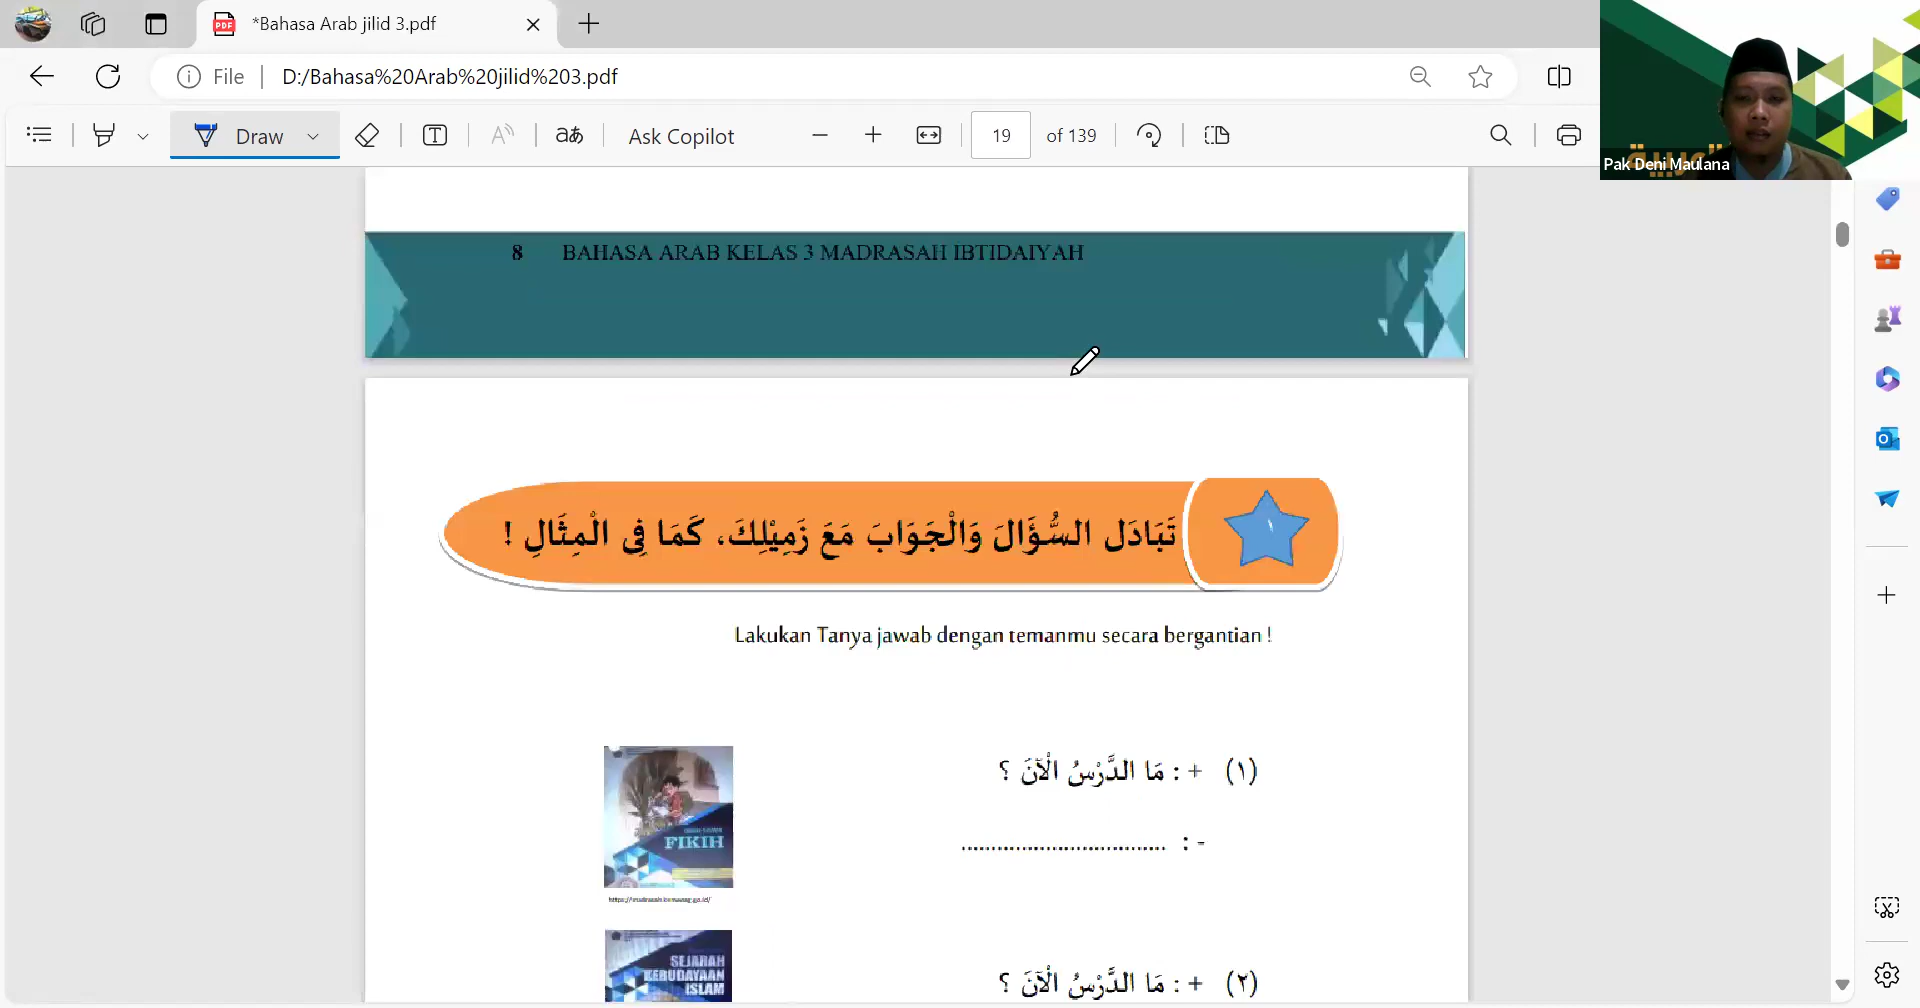 *Bahasa Arab jilid 3.pdf
File
D:/Bahasa%20Arab%20jilid%203.pdf
Draw
Ask Copilot
19 of 139
Pak Deni Maulana
8 BAHASA ARAB KELAS 3 MADRASAH IBTIDAIYAH
١
تَبَادَل السُّؤَالَ وَالْجَوَابَ مَعَ زَمِيْلِكَ، كَمَا فِى الْمِثَالِ !
Lakukan Tanya jawab dengan temanmu secara bergantian !
(١) + : مَا الدَّرْسُ الْآنَ ؟
- : ..................................
FIKIH
(٢) + : مَا الدَّرْسُ الْآنَ ؟
SEJARAH
KEBUDAYAAN
ISLAM